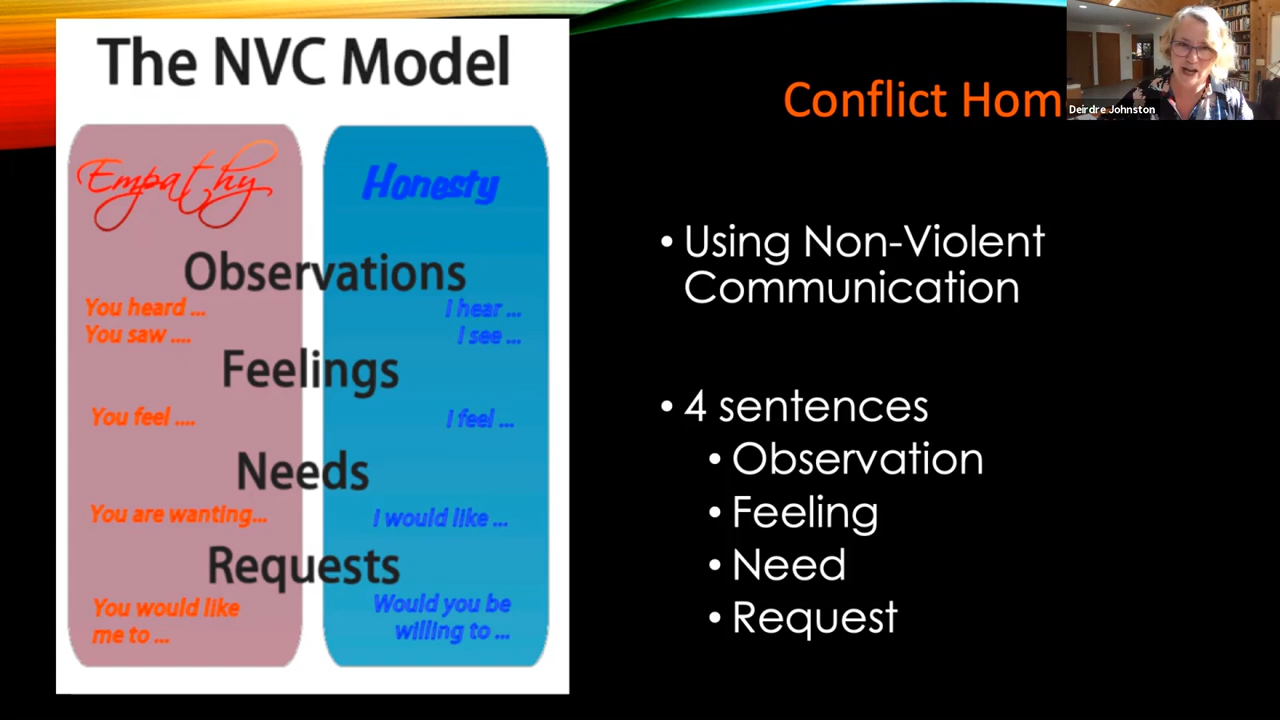 The NVC Model
Empathy
Honesty
Observations
You heard ...
You saw ....
I hear ...
I see ...
Feelings
You feel ....
I feel ...
Needs
You are wanting...
I would like ...
Requests
You would like
me to ...
Would you be
willing to ...
Conflict Hom
Deirdre Johnston
• Using Non-Violent
Communication
• 4 sentences
• Observation
• Feeling
• Need
• Request